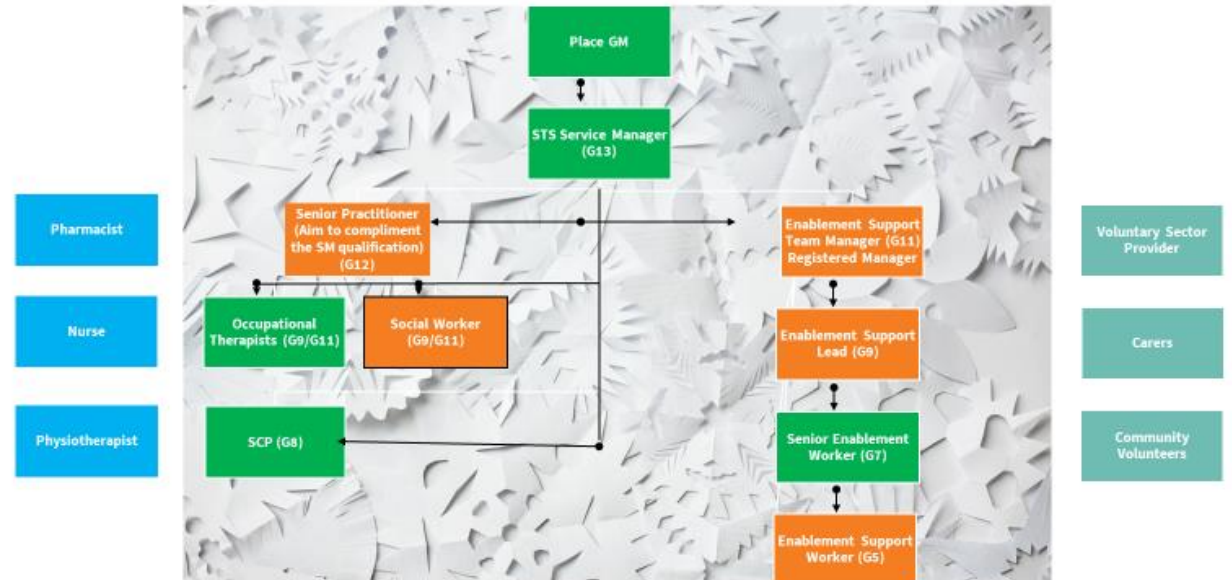 Place GM
STS Service Manager
(G13)
Pharmacist
Senior Practitioner
(Aim to compliment
the SM qualification)
(G12)
Enablement Support
Team Manager (G11)
Registered Manager
Voluntary Sector
Provider
Nurse
Occupational
Therapists (G9/G11)
Social Worker
(G9/G11)
Enablement Support
Lead (G9)
Carers
Physiotherapist
SCP (G8)
Senior Enablement
Worker (G7)
Community
Volunteers
Enablement Support
Worker (G5)